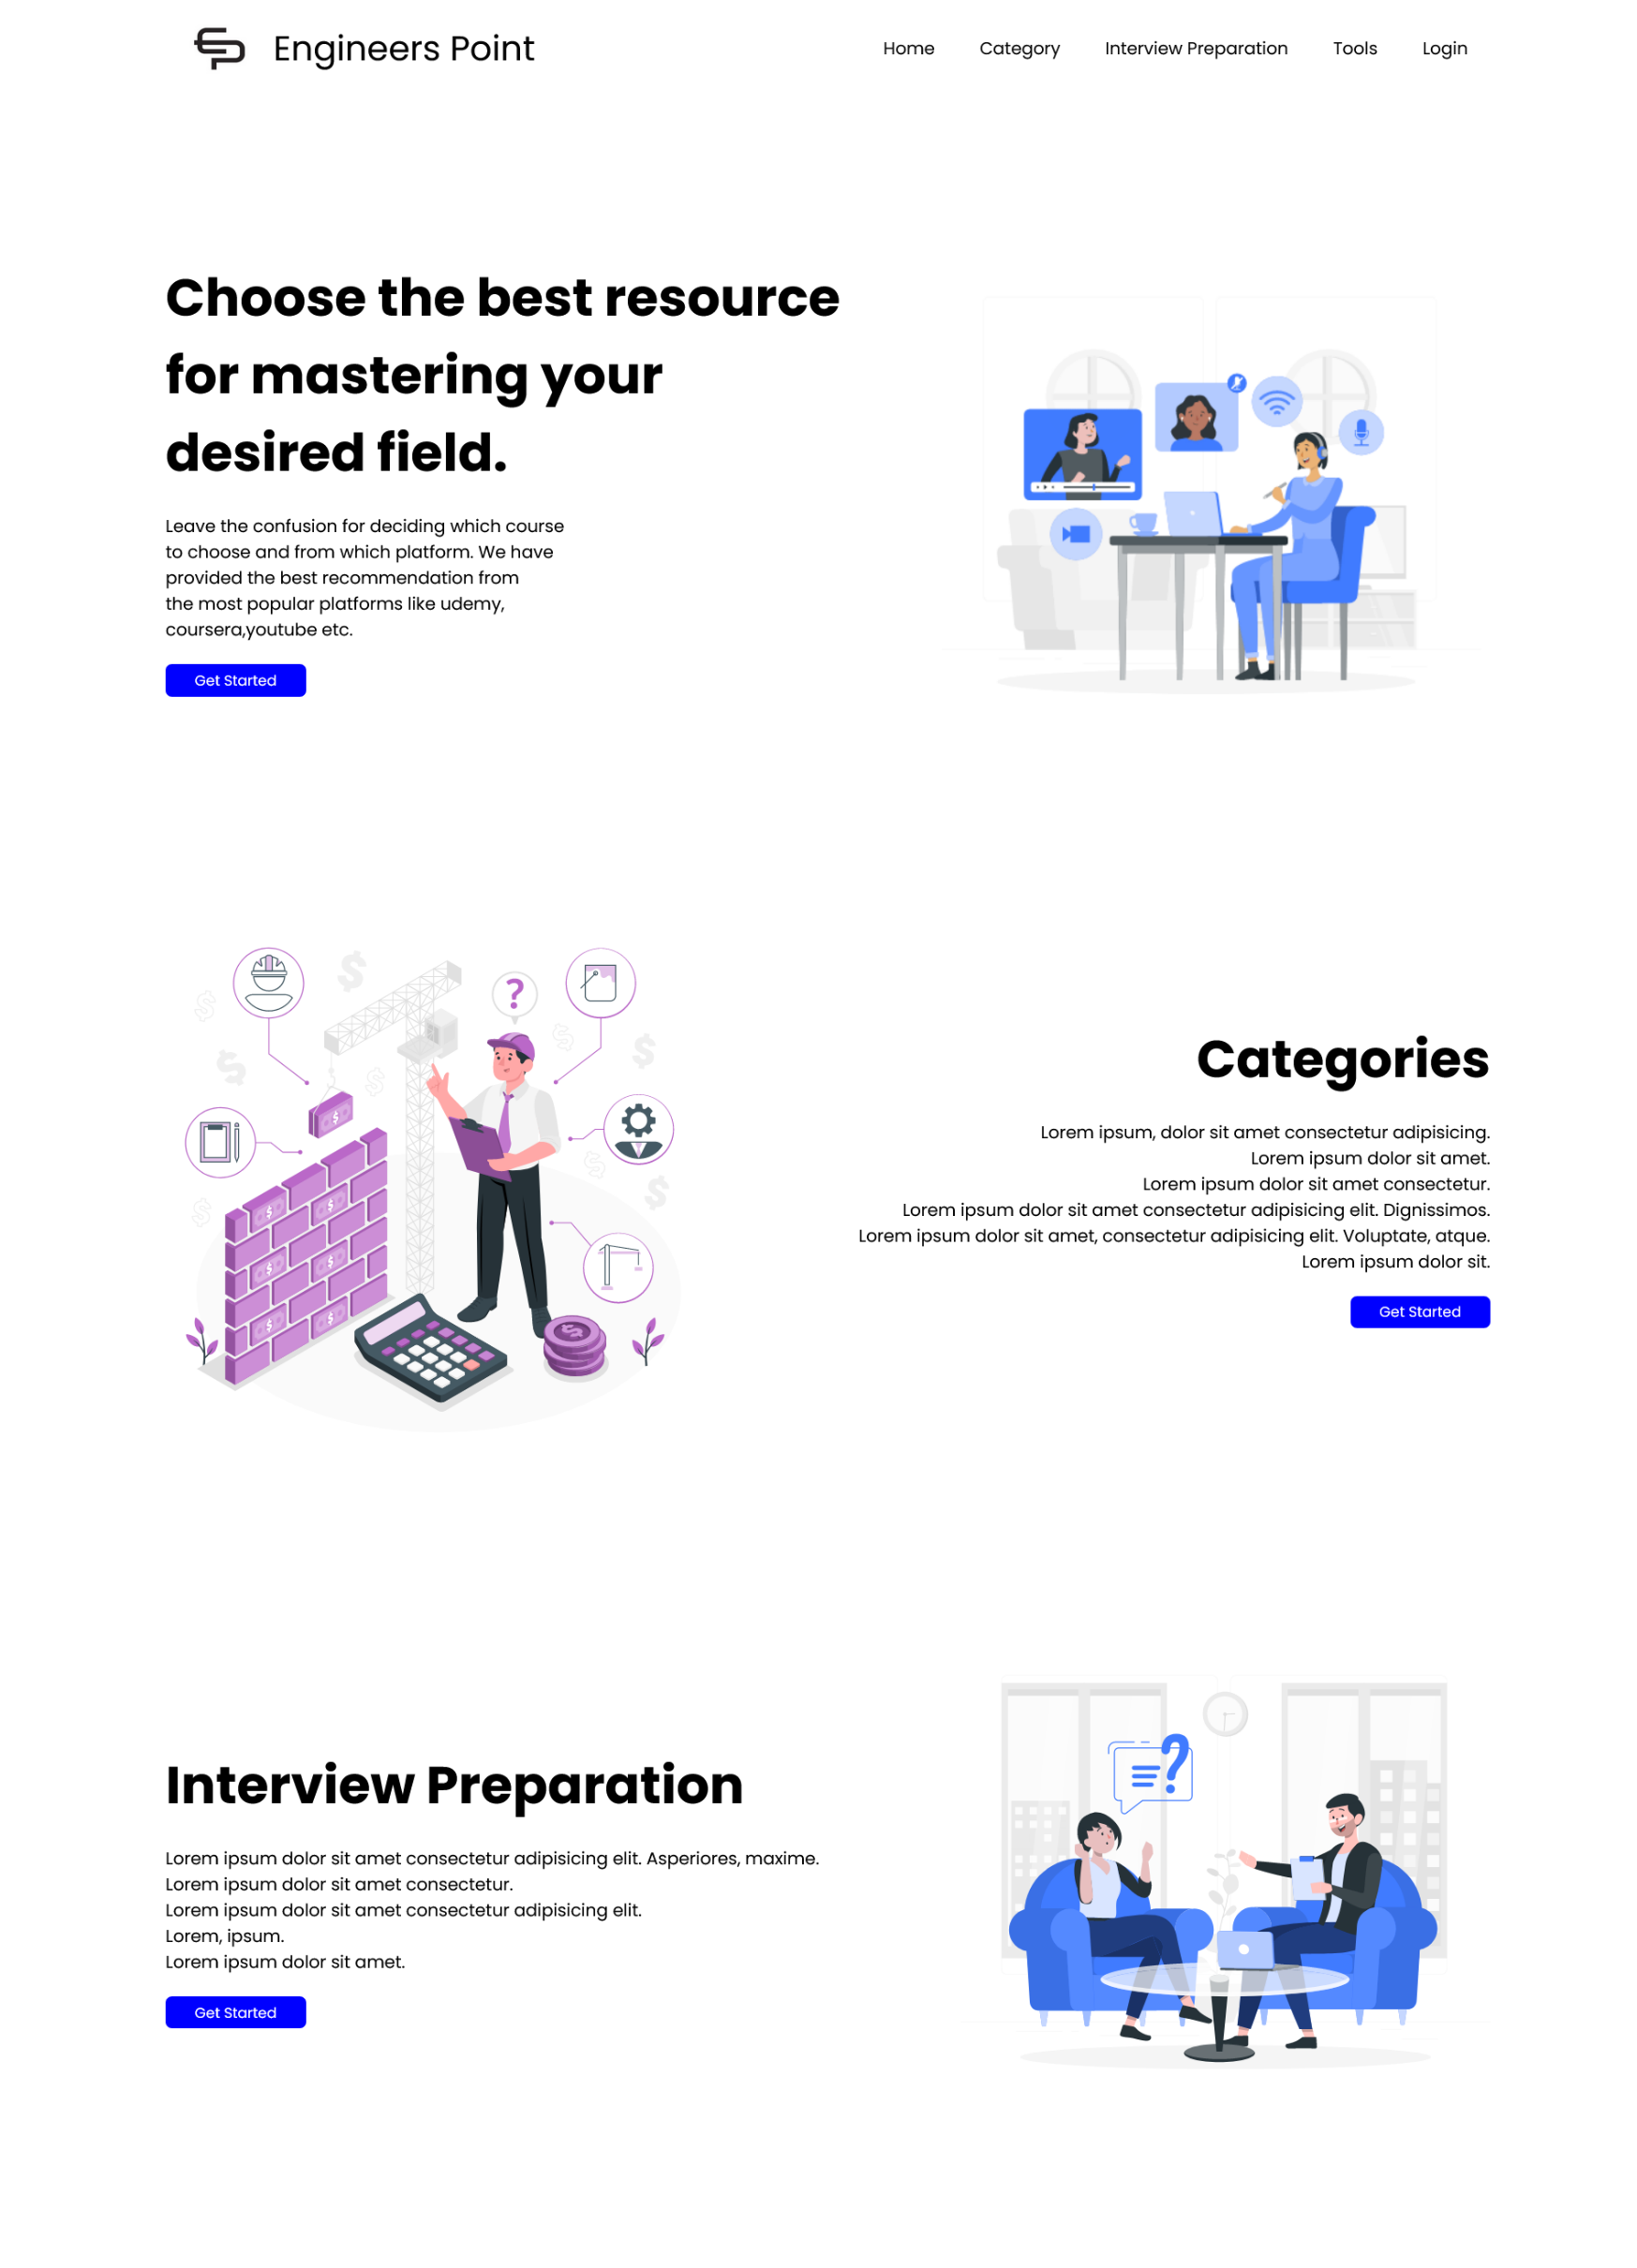 Engineers Point
Home Category Interview Preparation Tools Login
Choose the best resource
for mastering your
desired field.
Leave the confusion for deciding which course
to choose and from which platform. We have
provided the best recommendation from
the most popular platforms like udemy,
coursera,youtube etc.
Get Started
Categories
Lorem ipsum, dolor sit amet consectetur adipisicing.
Lorem ipsum dolor sit amet.
Lorem ipsum dolor sit amet consectetur.
Lorem ipsum dolor sit amet consectetur adipisicing elit. Dignissimos.
Lorem ipsum dolor sit amet, consectetur adipisicing elit. Voluptate, atque.
Lorem ipsum dolor sit.
Get Started
Interview Preparation
Lorem ipsum dolor sit amet consectetur adipisicing elit. Asperiores, maxime.
Lorem ipsum dolor sit amet consectetur.
Lorem ipsum dolor sit amet consectetur adipisicing elit.
Lorem, ipsum.
Lorem ipsum dolor sit amet.
Get Started